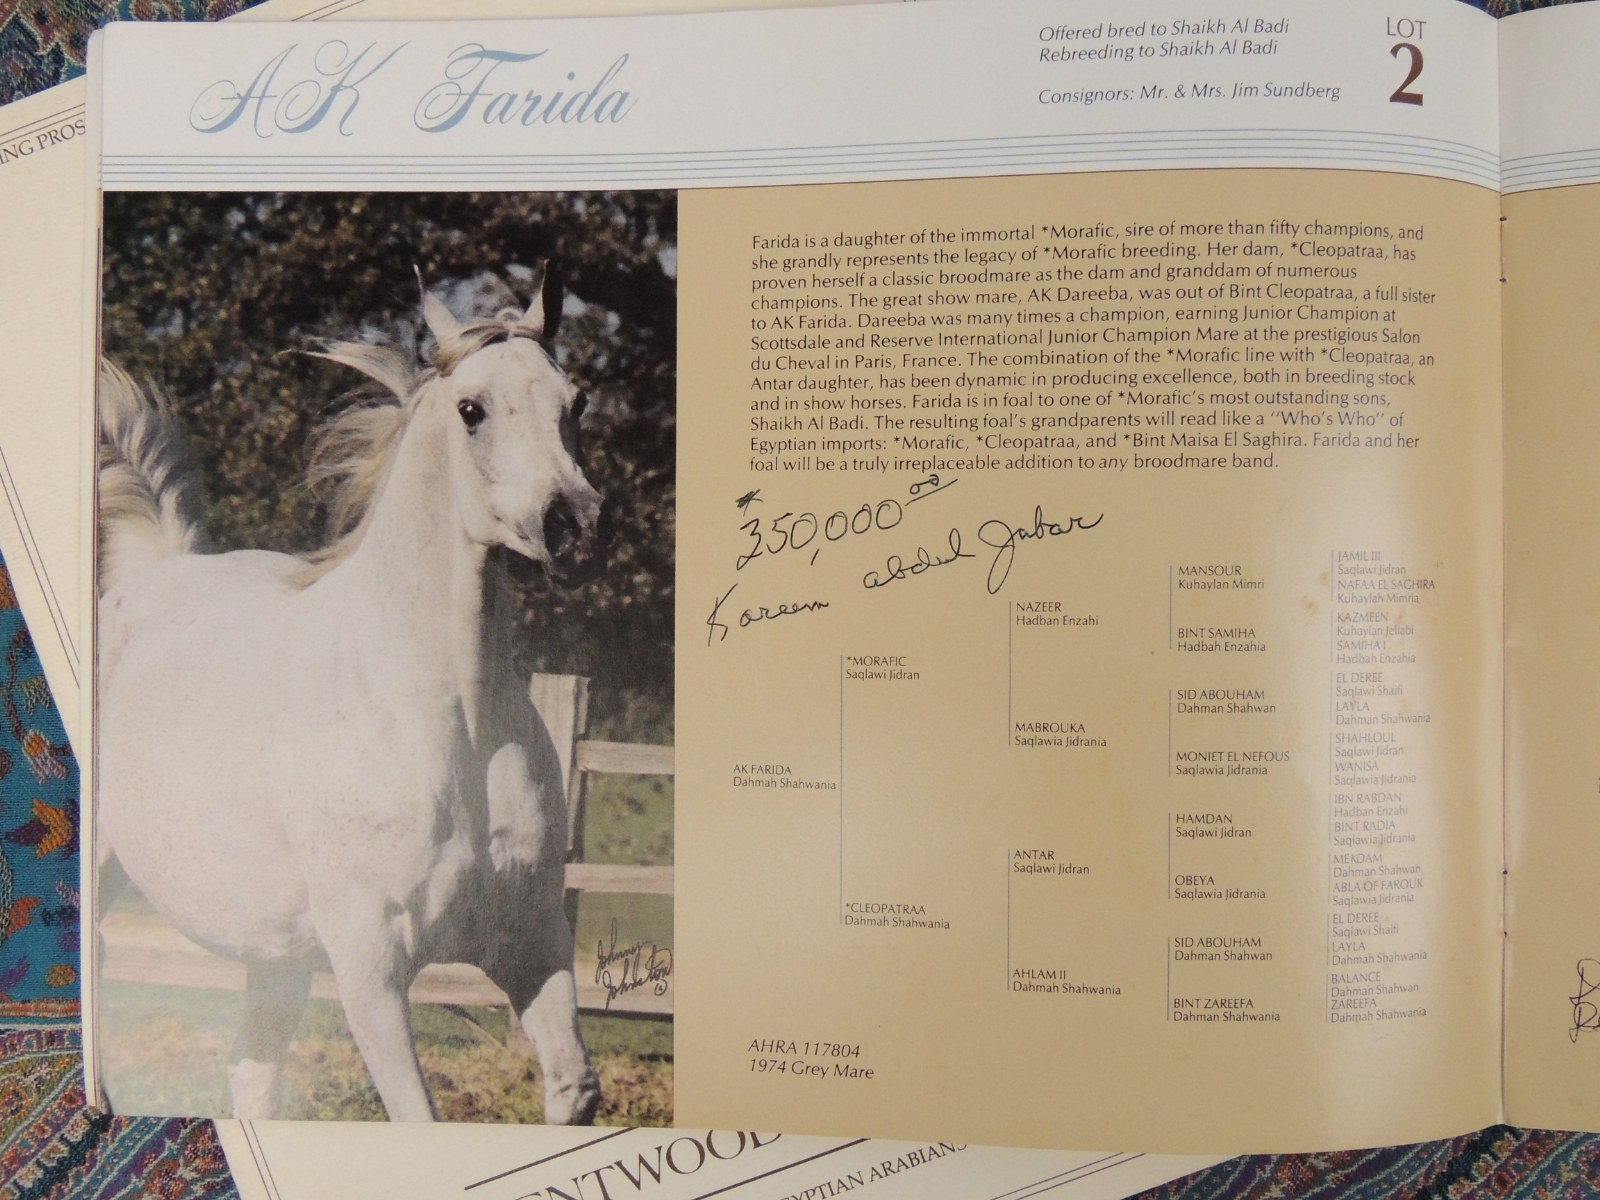 AK Farida
Offered bred to Shaikh Al Badi
Rebreeding to Shaikh Al Badi
Consignors: Mr. & Mrs. Jim Sundberg
LOT
2
ING PROS
Farida is a daughter of the immortal *Morafic, sire of more than fifty champions, and
she grandly represents the legacy of *Morafic breeding. Her dam, *Cleopatraa, has
proven herself a classic broodmare as the dam and granddam of numerous
champions. The great show mare, AK Dareeba, was out of Bint Cleopatraa, a full sister
to AK Farida. Dareeba was many times a champion, earning Junior Champion at
Scottsdale and Reserve International Junior Champion Mare at the prestigious Salon
du Cheval in Paris, France. The combination of the *Morafic line with *Cleopatraa, an
Antar daughter, has been dynamic in producing excellence, both in breeding stock
and in show horses. Farida is in foal to one of *Morafic's most outstanding sons,
Shaikh Al Badi. The resulting foal's grandparents will read like a "Who's Who" of
Egyptian imports: *Morafic, *Cleopatraa, and *Bint Maisa El Saghira. Farida and her
foal will be a truly irreplaceable addition to any broodmare band.
350,000 00
Kareem abdul Jabar
AK FARIDA
Dahmah Shahwania
*MORAFIC
Saqlawi Jidran
*CLEOPATRAA
Dahmah Shahwania
NAZEER
Hadban Enzahi
MABROUKA
Saqlawia Jidrania
ANTAR
Saqlawi Jidran
AHLAM II
Dahmah Shahwania
MANSOUR
Kuhaylan Mimri
BINT SAMIHA
Hadbah Enzahia
SID ABOUHAM
Dahman Shahwan
MONIET EL NEFOUS
Saqlawia Jidrania
HAMDAN
Saqlawi Jidran
OBEYA
Saqlawia Jidrania
SID ABOUHAM
Dahman Shahwan
BINT ZAREEFA
Dahman Shahwania
JAMIL III
Saqlawi Jidran
NAFAA EL SAGHIRA
Kuhaylah Mimria
KAZMEEN
Kuhaylan Jellabi
SAMIHA I
Hadbah Enzahia
EL DEREE
Saqlawi Shaifi
LAYLA
Dahmah Shahwania
SHAHLOUL
Saqlawi Jidran
WANISA
Saqlawia Jidrania
IBN RABDAN
Hadban Enzahi
BINT RADIA
Saqlawia Jidrania
MEKDAM
Dahman Shahwan
ABLA OF FAROUK
Saqlawia Jidrania
EL DEREE
Saqlawi Shaifi
LAYLA
Dahmah Shahwania
BALANCE
Dahman Shahwan
ZAREEFA
Dahmah Shahwania
AHRA 117804
1974 Grey Mare
Johnny
Johnston
©
ENTWOOD
EGYPTIAN ARABIANS